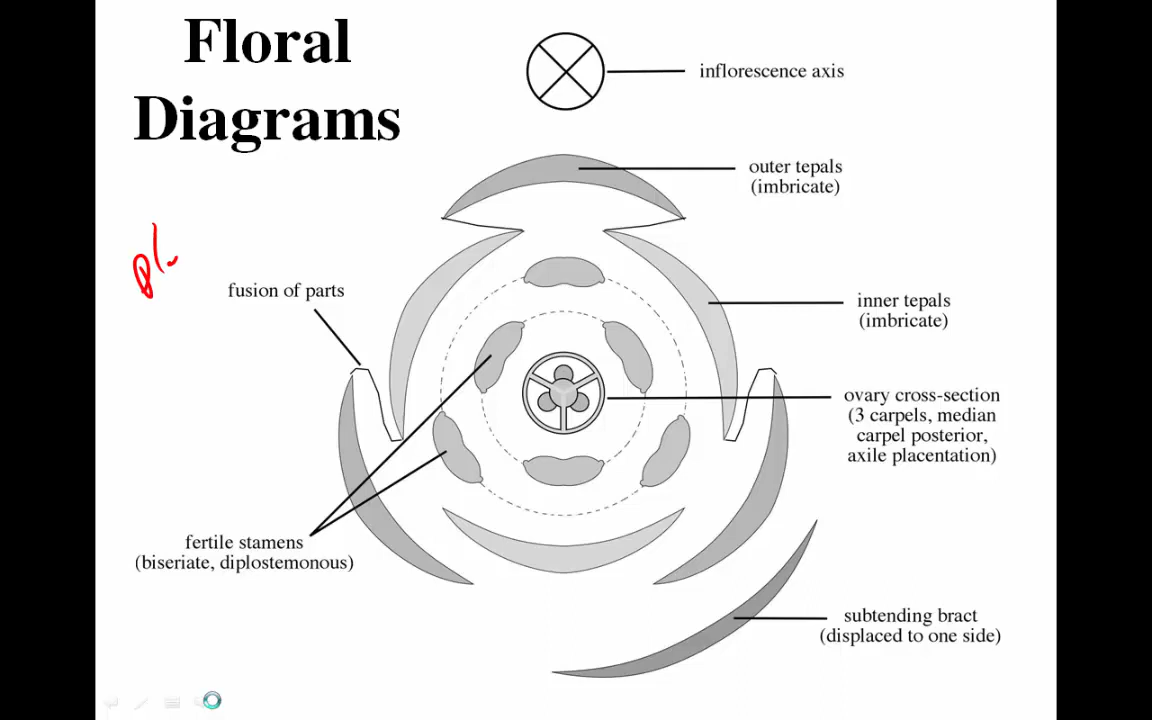 Floral
Diagrams
inflorescence axis
outer tepals
(imbricate)
fusion of parts
inner tepals
(imbricate)
ovary cross-section
(3 carpels, median
carpel posterior,
axile placentation)
fertile stamens
(biseriate, diplostemonous)
subtending bract
(displaced to one side)